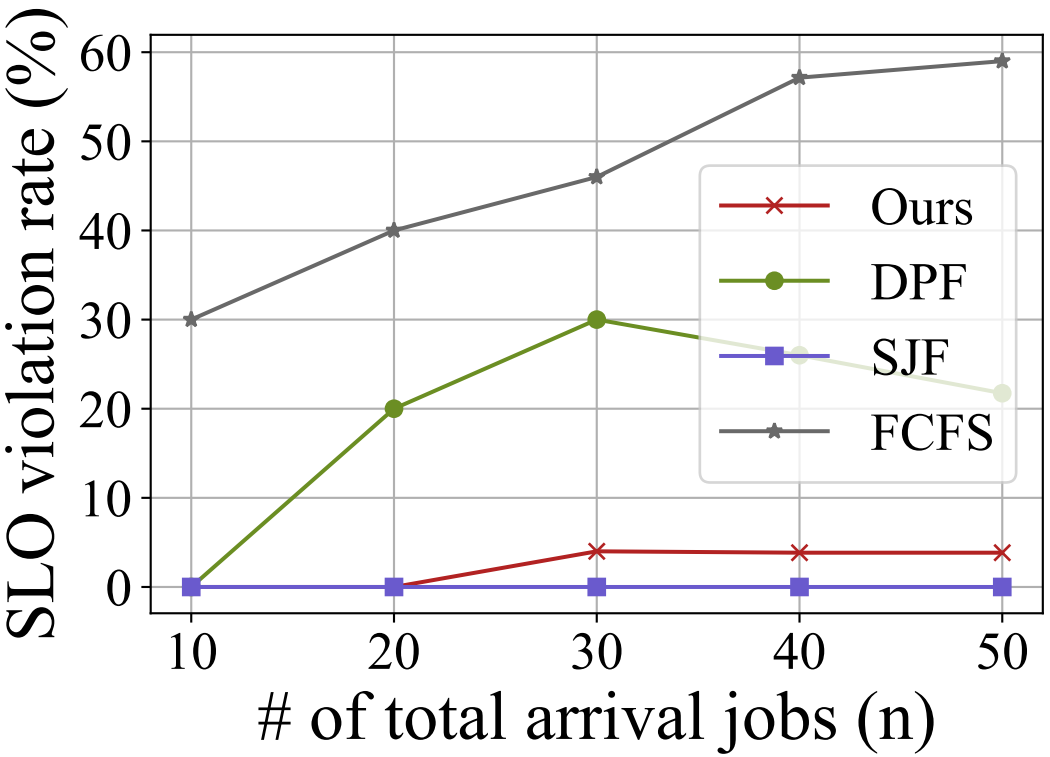 SLO violation rate (%)
60
50
40
30
20
10
0
Ours
DPF
SJF
FCFS
10 20 30 40 50
# of total arrival jobs (n)